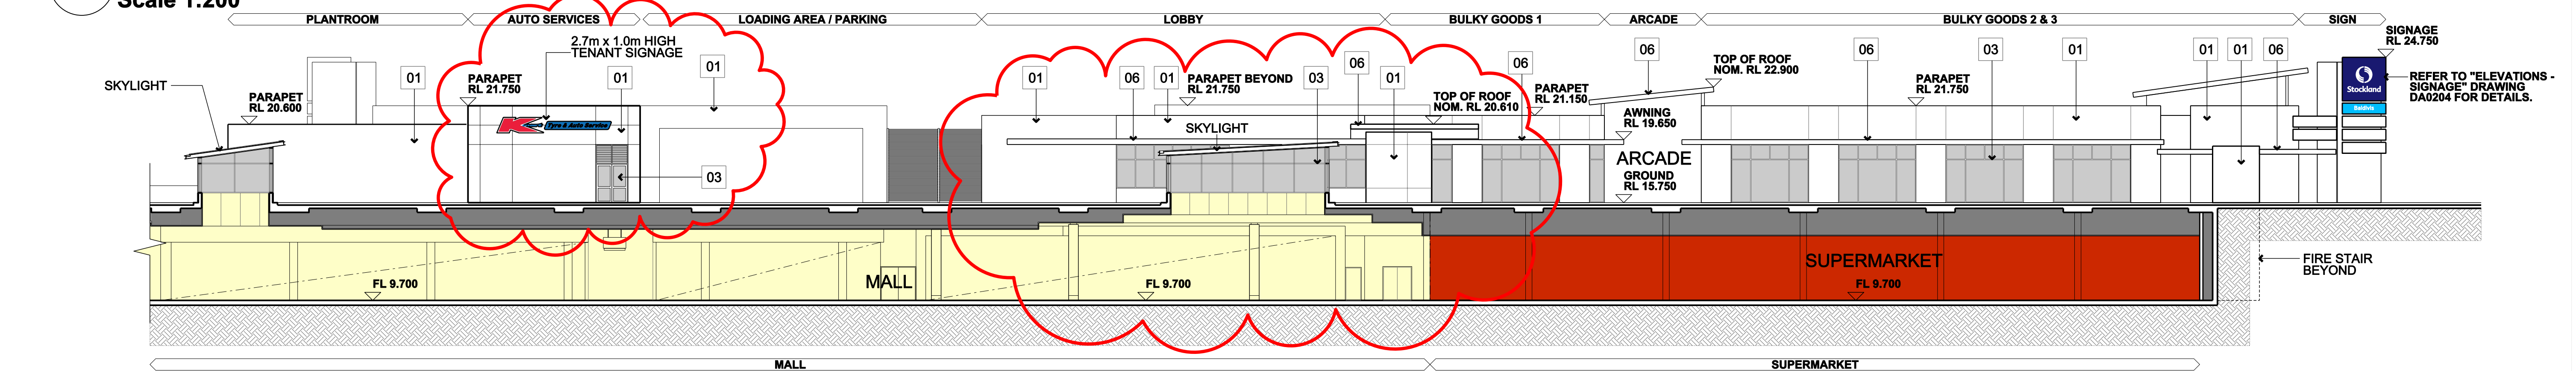 Scale 1:200
PLANTROOM
AUTO SERVICES
LOADING AREA / PARKING
LOBBY
BULKY GOODS 1
ARCADE
BULKY GOODS 2 & 3
SIGN
SKYLIGHT
PARAPET
RL 20.600
01
PARAPET
RL 21.750
2.7m x 1.0m HIGH
TENANT SIGNAGE
01
01
03
K
Tyre & Auto Service
01
06
01
PARAPET BEYOND
RL 21.750
SKYLIGHT
03
06
01
TOP OF ROOF
NOM. RL 20.610
06
PARAPET
RL 21.150
06
TOP OF ROOF
NOM. RL 22.900
AWNING
RL 19.650
ARCADE
GROUND
RL 15.750
06
PARAPET
RL 21.750
03
01
01
01
06
SIGNAGE
RL 24.750
Stockland
Baldivis
REFER TO "ELEVATIONS -
SIGNAGE" DRAWING
DA0204 FOR DETAILS.
FL 9.700
MALL
FL 9.700
SUPERMARKET
FL 9.700
FIRE STAIR
BEYOND
MALL
SUPERMARKET